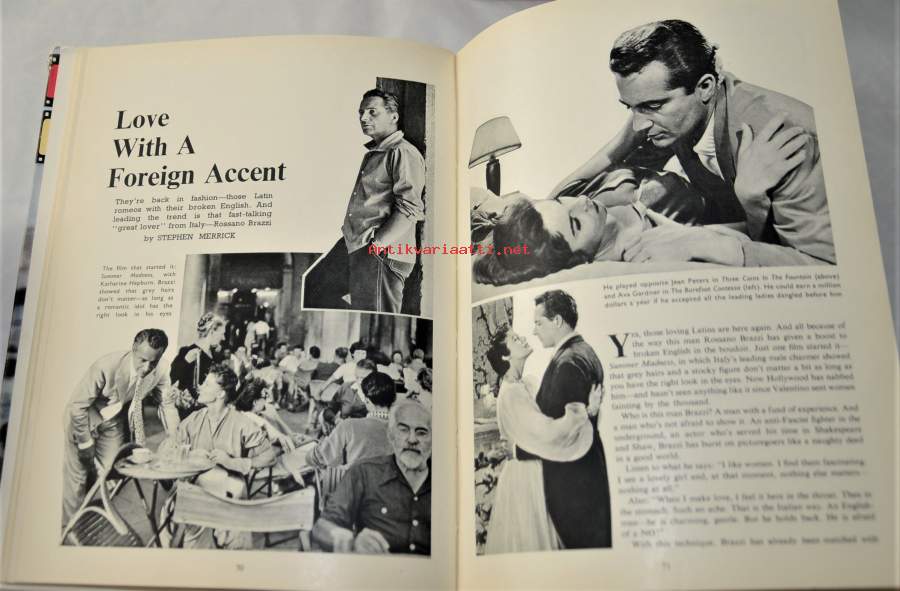 Love
With A
Foreign Accent
They're back in fashion—those Latin
romeos with their broken English. And
leading the trend is that fast-talking
"great lover" from Italy—Rossano Brazzi
by STEPHEN MERRICK
The film that started it:
Summer Madness, with
Katharine Hepburn. Brazzi
showed that grey hairs
don't matter—as long as
a romantic idol has the
right look in his eyes
70
Antikvariaatti.net
He played opposite Jean Peters in Three Coins In The Fountain (above)
and Ava Gardner in The Barefoot Contessa (left). He could earn a million
dollars a year if he accepted all the leading ladies dangled before him
Yes, those loving Latins are here again. And all because of
the way this man Rossano Brazzi has given a boost to
broken English in the boudoir. Just one film started it—
Summer Madness, in which Italy's leading male charmer showed
that grey hairs and a stocky figure don't matter a bit as long as
you have the right look in the eyes. Now Hollywood has nabbed
him—and hasn't seen anything like it since Valentino sent women
fainting by the thousand.
Who is this man Brazzi? A man with a fund of experience. And
a man who's not afraid to show it. An anti-Fascist fighter in the
underground, an actor who's served his time in Shakespeare
and Shaw, Brazzi has burst on picturegoers like a naughty deed
in a good world.
Listen to what he says: "I like women. I find them fascinating.
I see a lovely girl and, at that moment, nothing else matters—
nothing at all."
Also: "When I make love, I feel it here in the throat. Then in
the stomach. Such an ache. That is the Italian way. An English-
man—he is charming, gentle. But he holds back. He is afraid
of a NO!"
With this technique, Brazzi has already been matched with
71